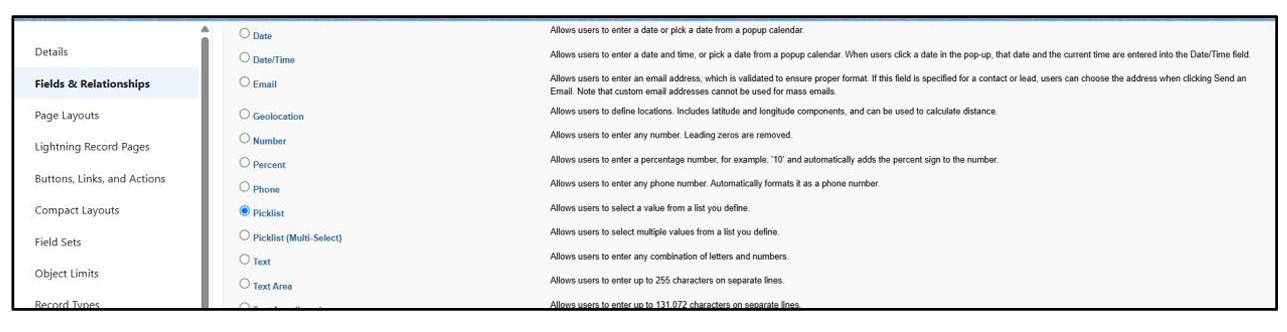 Details
Fields & Relationships
Page Layouts
Lightning Record Pages
Buttons, Links, and Actions
Compact Layouts
Field Sets
Object Limits
Record Types
Date Allows users to enter a date or pick a date from a popup calendar.
Date/Time Allows users to enter a date and time, or pick a date from a popup calendar. When users click a date in the pop-up, that date and the current time are entered into the Date/Time field.
Email Allows users to enter an email address, which is validated to ensure proper format. If this field is specified for a contact or lead, users can choose the address when clicking Send an
Email. Note that custom email addresses cannot be used for mass emails.
Geolocation Allows users to define locations. Includes latitude and longitude components, and can be used to calculate distance.
Number Allows users to enter any number. Leading zeros are removed.
Percent Allows users to enter a percentage number, for example, '10' and automatically adds the percent sign to the number.
Phone Allows users to enter any phone number. Automatically formats it as a phone number.
Picklist Allows users to select a value from a list you define.
Picklist (Multi-Select) Allows users to select multiple values from a list you define.
Text Allows users to enter any combination of letters and numbers.
Text Area Allows users to enter up to 255 characters on separate lines.
Allows users to enter up to 131,072 characters on separate lines.